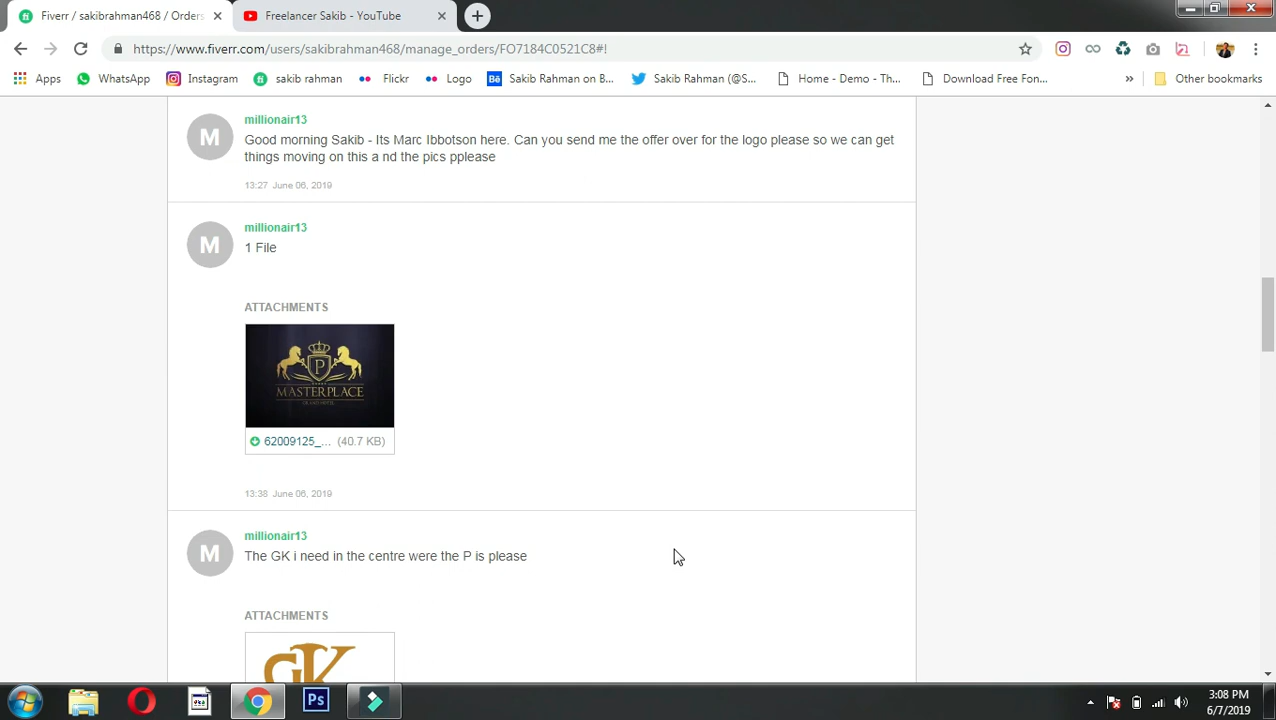 Fiverr / sakibrahman468 / Orders
Freelancer Sakib - YouTube
https://www.fiverr.com/users/sakibrahman468/manage_orders/FO7184C0521C8#!
Apps
WhatsApp
Instagram
sakib rahman
Flickr
Logo
Sakib Rahman on B...
Sakib Rahman (@S...
Home - Demo - Th...
Download Free Fon...
»
Other bookmarks
M
millionair13
Good morning Sakib - Its Marc Ibbotson here. Can you send me the offer over for the logo please so we can get
things moving on this a nd the pics pplease
13:27 June 06, 2019
M
millionair13
1 File
ATTACHMENTS
P
MASTERPLACE
62009125_... (40.7 KB)
13:38 June 06, 2019
M
millionair13
The GK i need in the centre were the P is please
ATTACHMENTS
GK
Ps
3:08 PM
6/7/2019